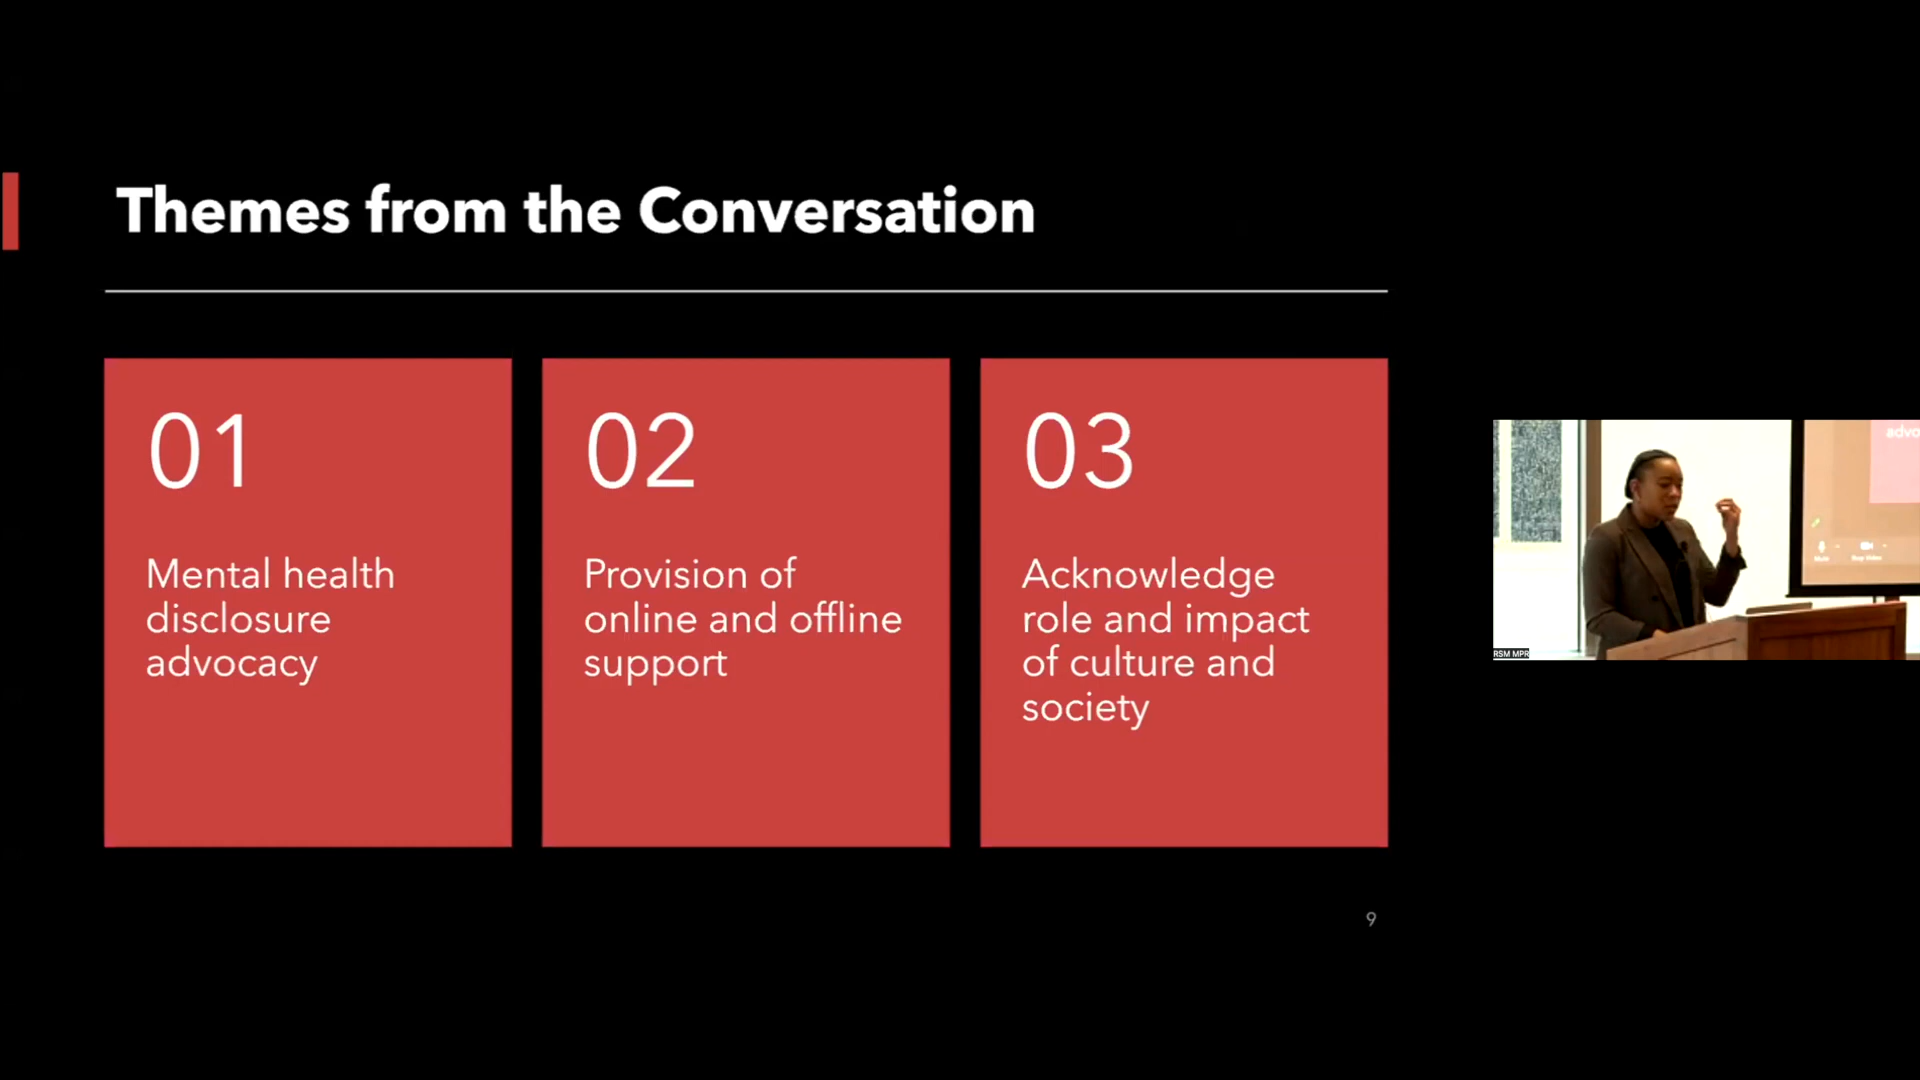 Themes from the Conversation
01
Mental health
disclosure
advocacy
02
Provision of
online and offline
support
03
Acknowledge
role and impact
of culture and
society
advo
RSM MPR
9